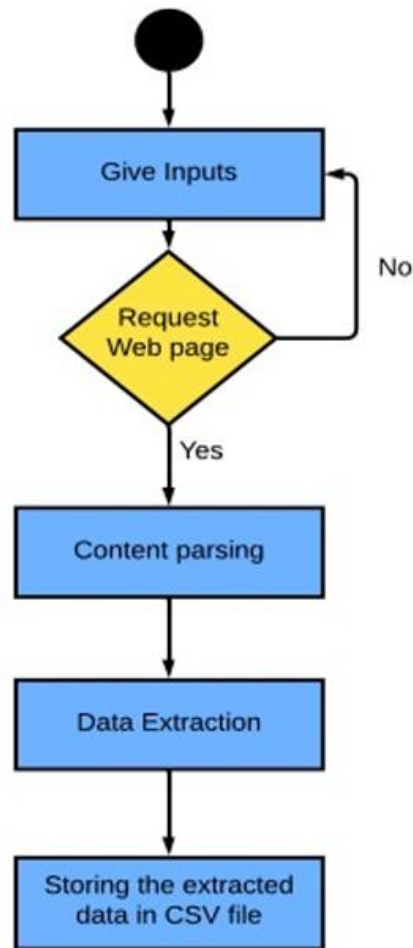 Give Inputs
Request
Web page
No
Yes
Content parsing
Data Extraction
Storing the extracted
data in CSV file